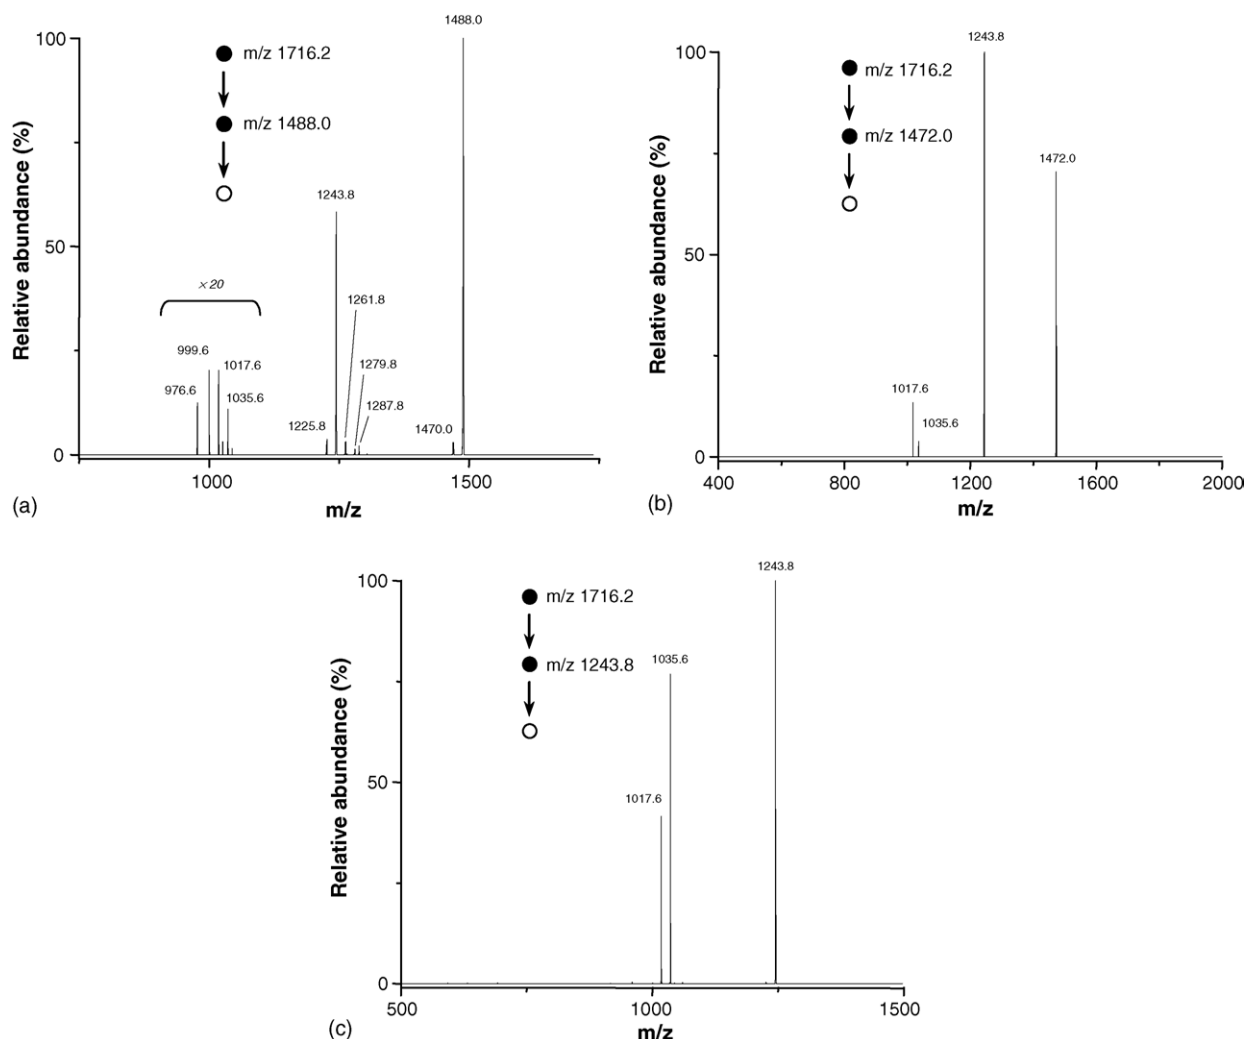 1488.0
100
m/z 1716.2
m/z 1488.0
1243.8
50
× 20
1261.8
999.6
1017.6
1279.8
976.6
1035.6
1287.8
1225.8
1470.0
0
1000
1500
Relative abundance (%)
(a)
m/z
1243.8
100
m/z 1716.2
m/z 1472.0
1472.0
50
1017.6
1035.6
0
400
800
1200
1600
2000
Relative abundance (%)
(b)
m/z
1243.8
100
m/z 1716.2
1035.6
m/z 1243.8
50
1017.6
0
500
1000
1500
Relative abundance (%)
(c)
m/z